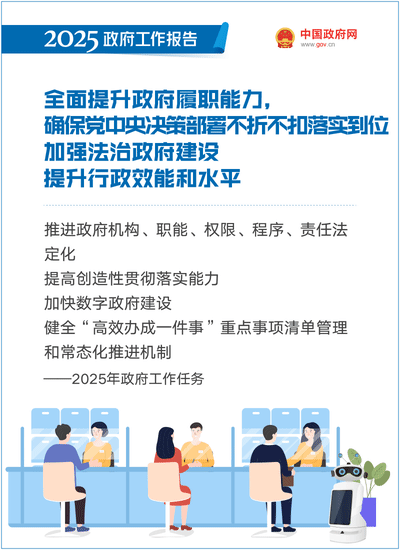 2025政府工作报告
中国政府网
www.gov.cn
全面提升政府履职能力，
确保党中央决策部署不折不扣落实到位
加强法治政府建设
提升行政效能和水平
推进政府机构、职能、权限、程序、责任法
定化
提高创造性贯彻落实能力
加快数字政府建设
健全“高效办成一件事”重点事项清单管理
和常态化推进机制
——2025年政府工作任务